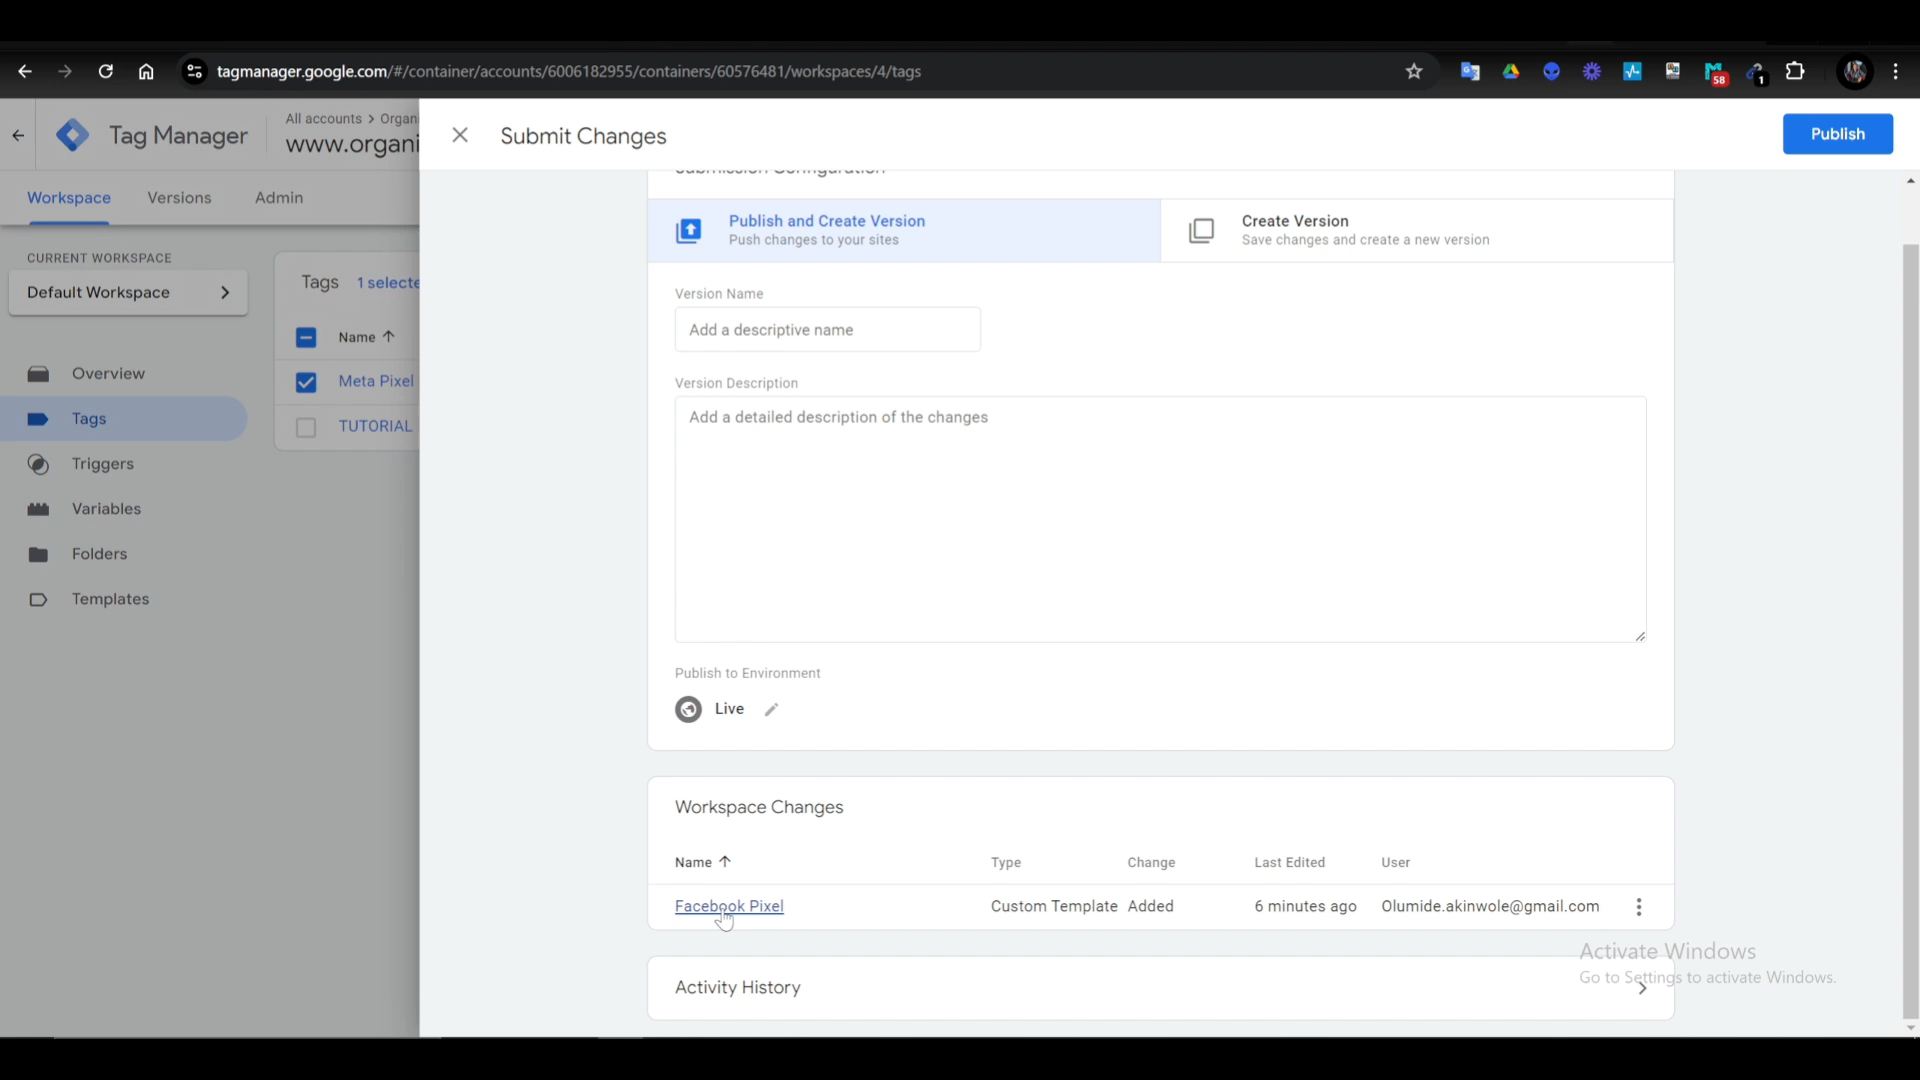 tagmanager.google.com/#/container/accounts/6006182955/containers/60576481/workspaces/4/tags
58
1
Tag Manager
All accounts > Organ
www.organi
Submit Changes
Publish
Workspace
Versions
Admin
Submission Configuration
Publish and Create Version
Push changes to your sites
Create Version
Save changes and create a new version
CURRENT WORKSPACE
Default Workspace
Tags
1 selecte
Name
Meta Pixel
TUTORIAL
Overview
Tags
Triggers
Variables
Folders
Templates
Version Name
Add a descriptive name
Version Description
Add a detailed description of the changes
Publish to Environment
Live
Workspace Changes
Name
Type
Change
Last Edited
User
Facebook Pixel
Custom Template
Added
6 minutes ago
Olumide.akinwole@gmail.com
Activity History
Activate Windows
Go to Settings to activate Windows.